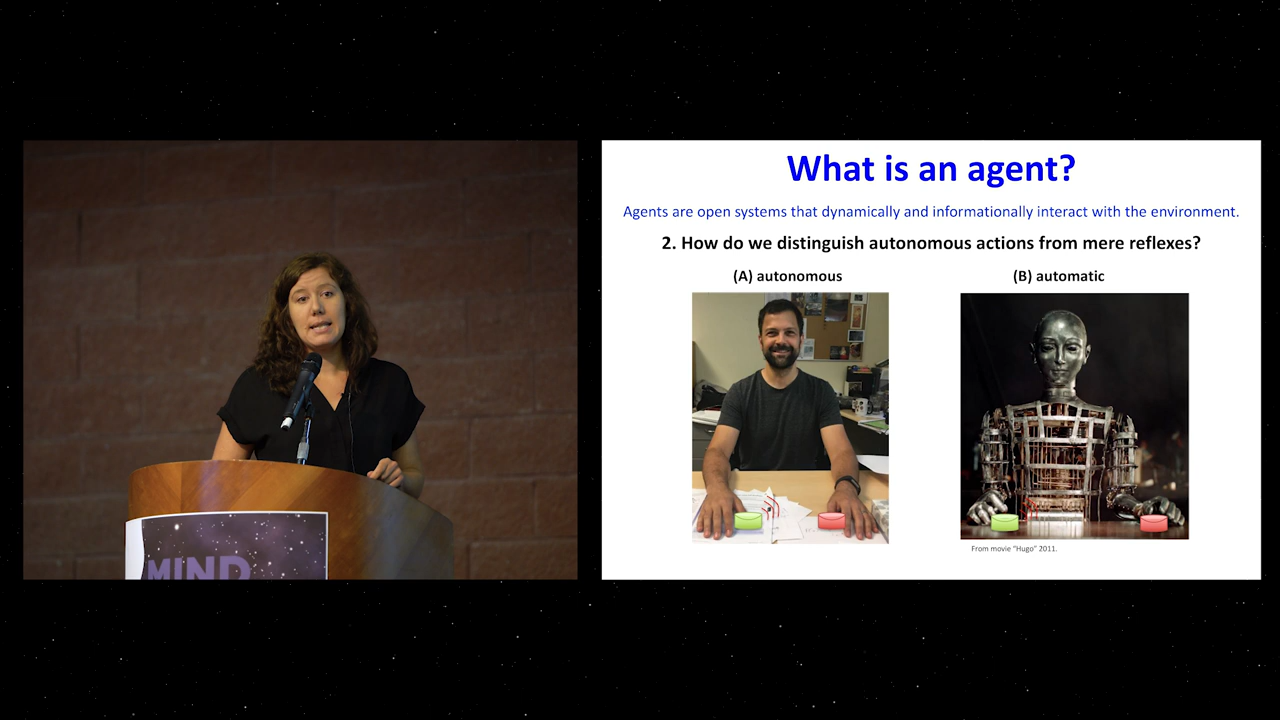 MIND
What is an agent?
Agents are open systems that dynamically and informationally interact with the environment.
2. How do we distinguish autonomous actions from mere reflexes?
(A) autonomous
(B) automatic
From movie "Hugo" 2011.